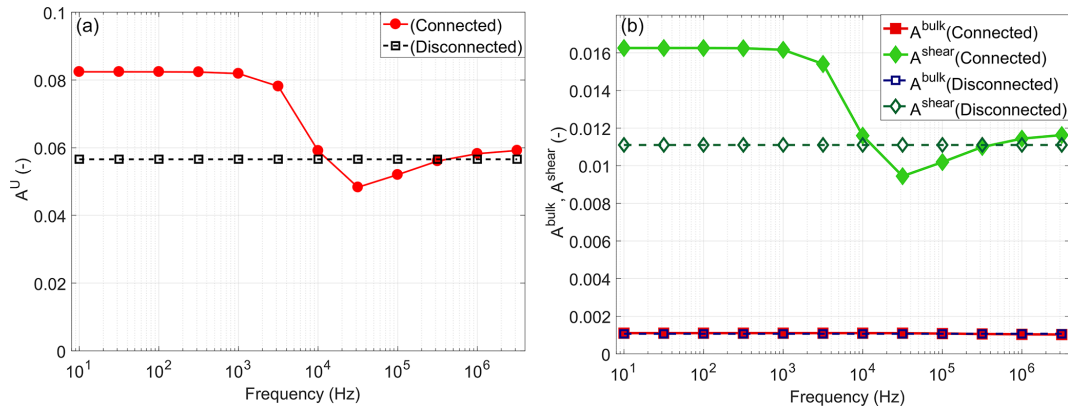 (a)
(Connected)
(Disconnected)
0.1
0.08
0.06
0.04
0.02
0
A^U (-)
10^1
10^2
10^3
10^4
10^5
10^6
Frequency (Hz)
(b)
A^bulk(Connected)
A^shear(Connected)
A^bulk(Disconnected)
A^shear(Disconnected)
0.016
0.014
0.012
0.01
0.008
0.006
0.004
0.002
0
A^bulk, A^shear (-)
10^1
10^2
10^3
10^4
10^5
10^6
Frequency (Hz)